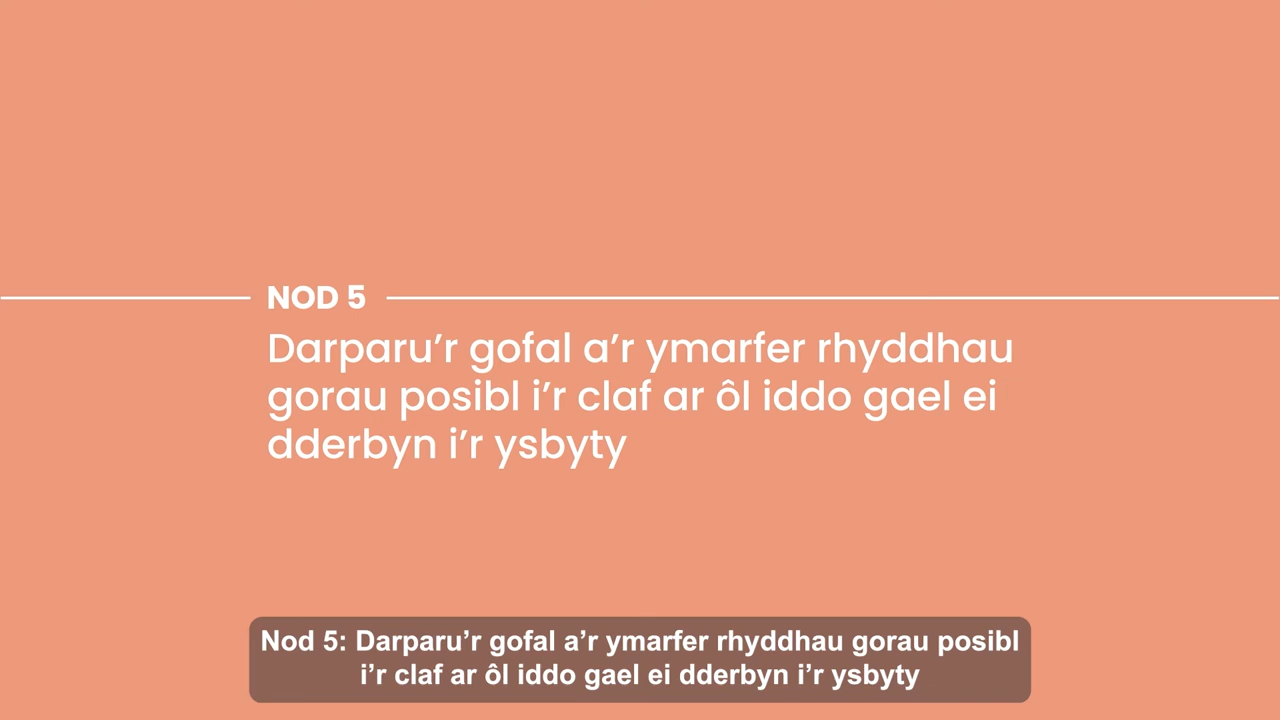 NOD 5
Darparu’r gofal a’r ymarfer rhyddhau
gorau posibl i’r claf ar ôl iddo gael ei
dderbyn i’r ysbyty
Nod 5: Darparu’r gofal a’r ymarfer rhyddhau gorau posibl
i’r claf ar ôl iddo gael ei dderbyn i’r ysbyty